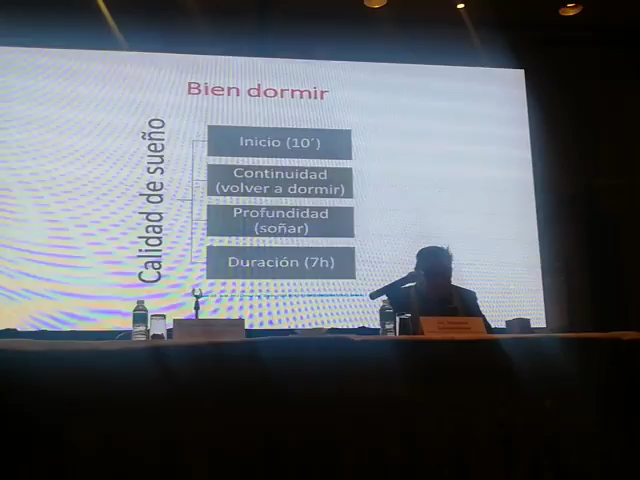 Bien dormir
Calidad de sueño
Inicio (10´)
Continuidad
(volver a dormir)
Profundidad
(soñar)
Duración (7h)